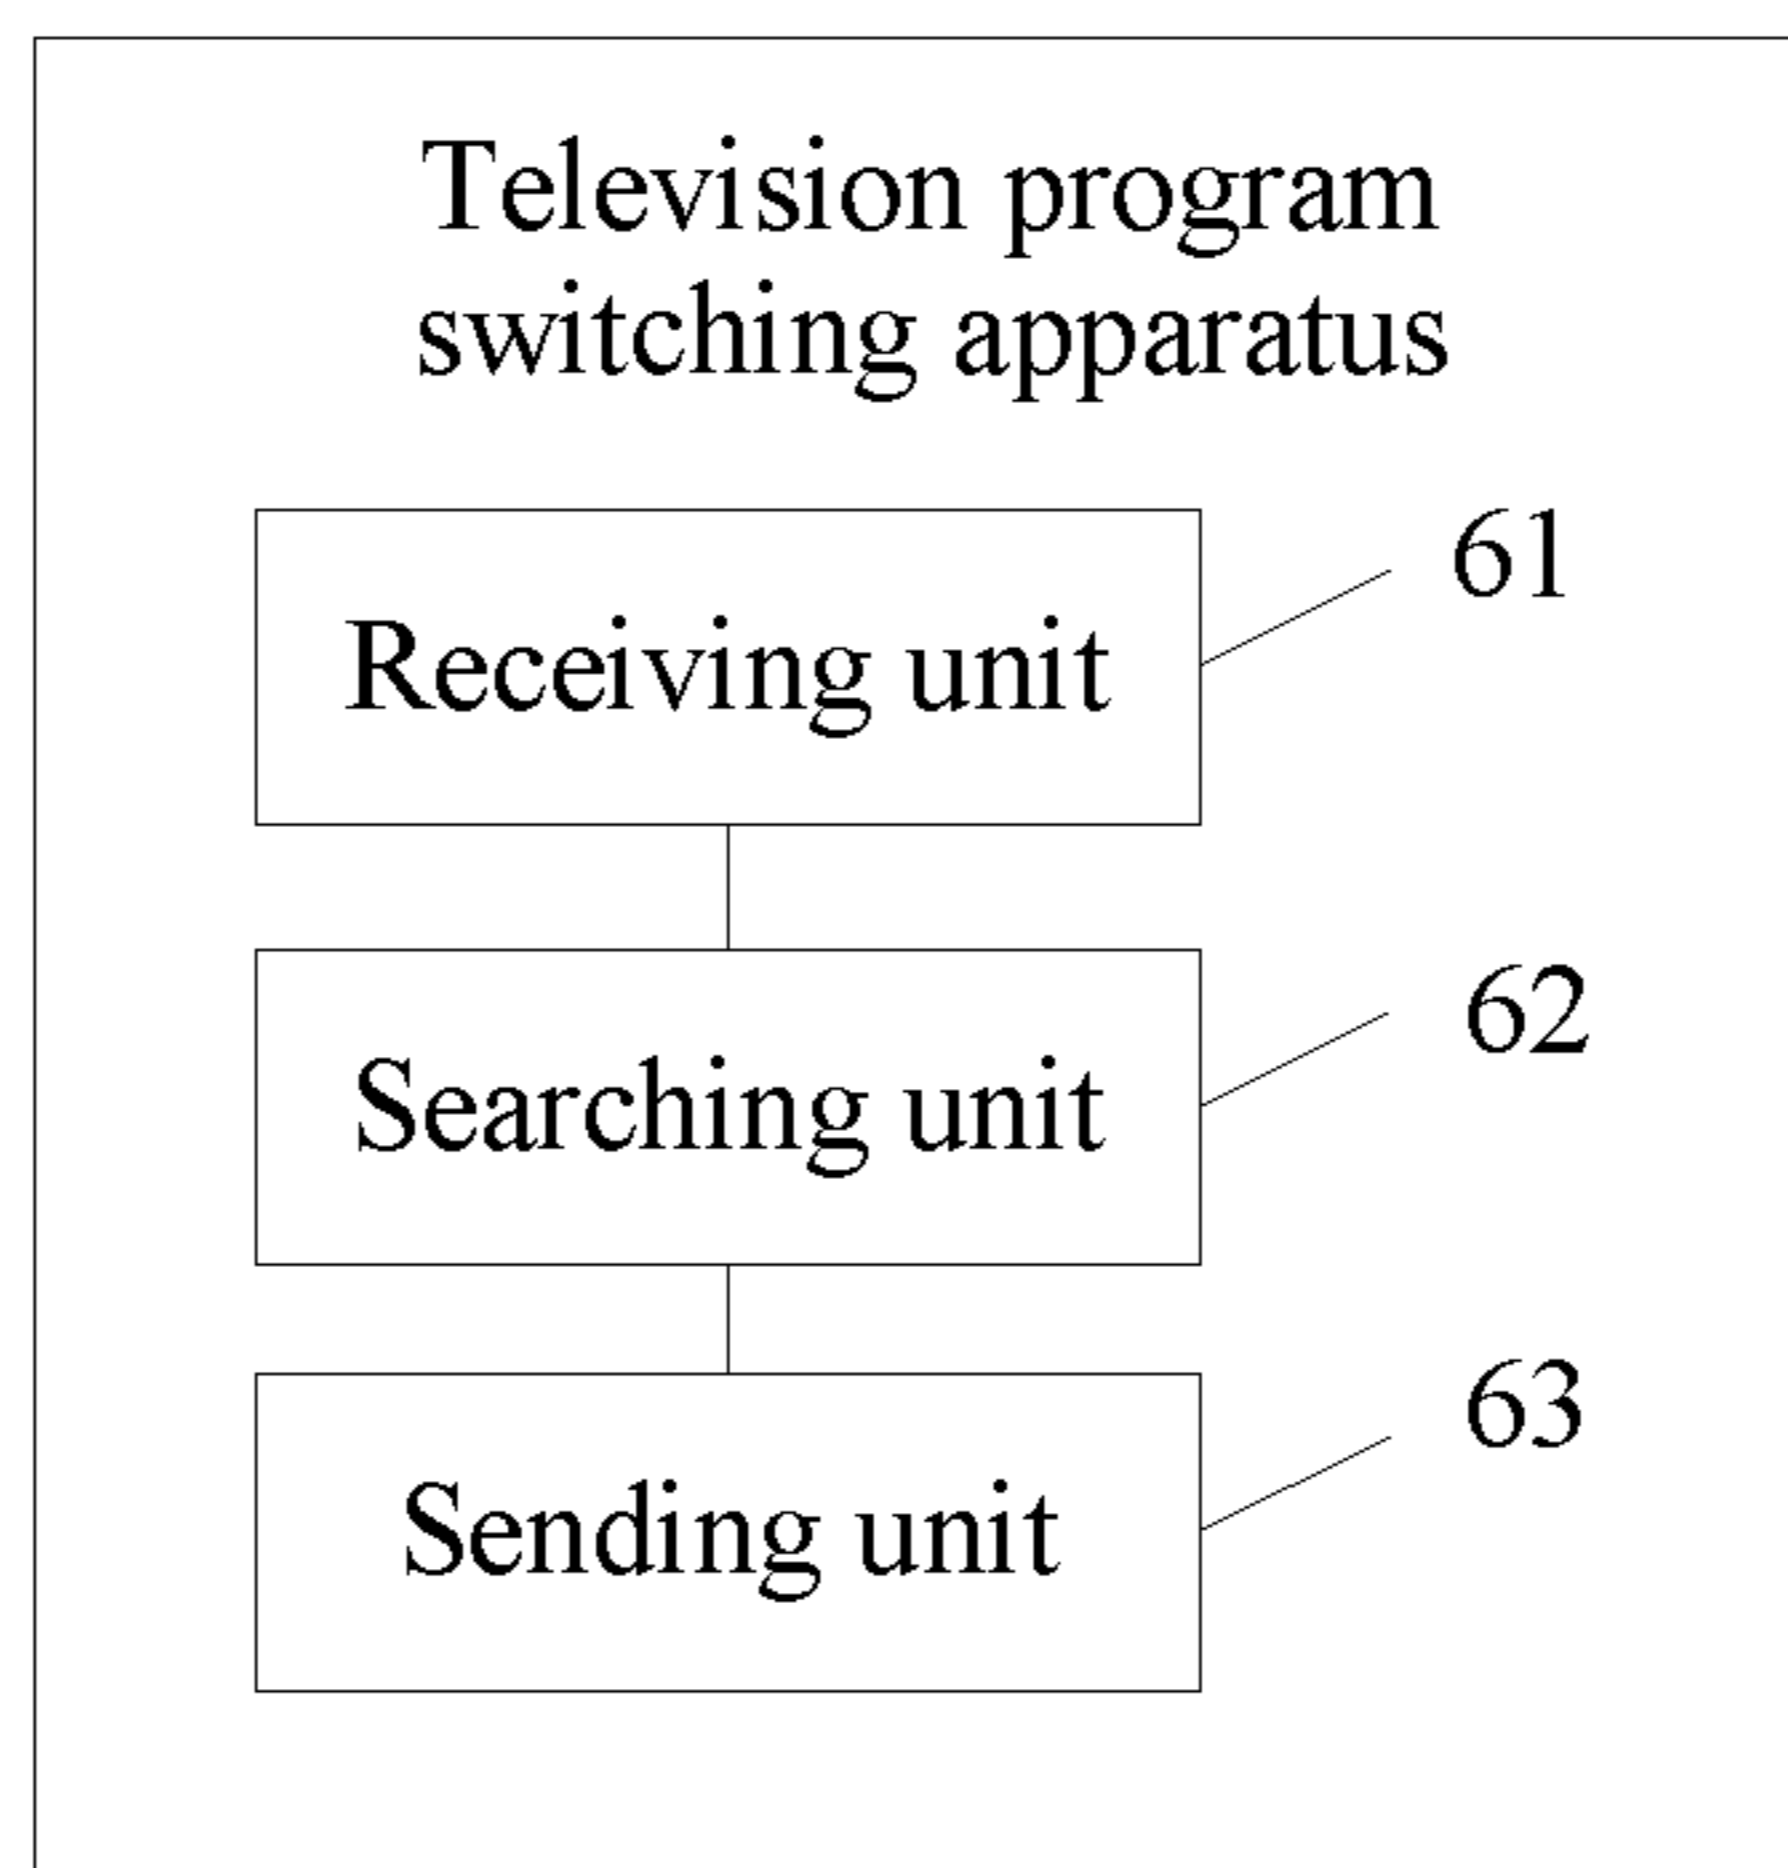 Television program
switching apparatus
61
Receiving unit
62
Searching unit
63
Sending unit